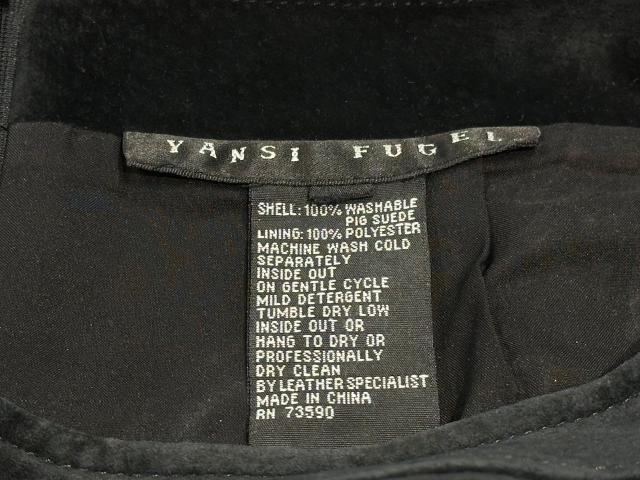 YANSI FUGEL
SHELL: 100% WASHABLE
PIG SUEDE
LINING: 100% POLYESTER
MACHINE WASH COLD
SEPARATELY
INSIDE OUT
ON GENTLE CYCLE
MILD DETERGENT
TUMBLE DRY LOW
INSIDE OUT OR
HANG TO DRY OR
PROFESSIONALLY
DRY CLEAN
BY LEATHER SPECIALIST
MADE IN CHINA
RN 73590